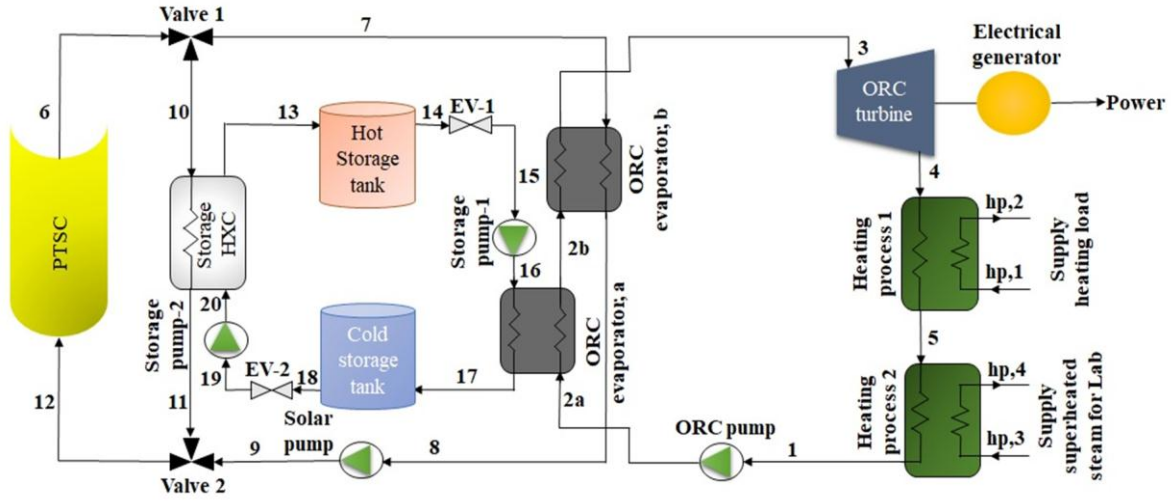 Valve 1
7
3
Electrical
generator
6
10
13
14
EV-1
Hot
Storage
tank
ORC
turbine
Power
15
ORC
evaporator, b
4
PTSC
Storage
HXC
Storage
pump-1
2b
16
Heating
process 1
hp,2
hp,1
Supply
heating load
20
Storage
pump-2
Cold
storage
tank
ORC
evaporator, a
5
19
EV-2
18
17
2a
12
11
Solar
pump
ORC pump
Heating
process 2
hp,4
hp,3
Supply
superheated
steam for Lab
9
8
1
Valve 2